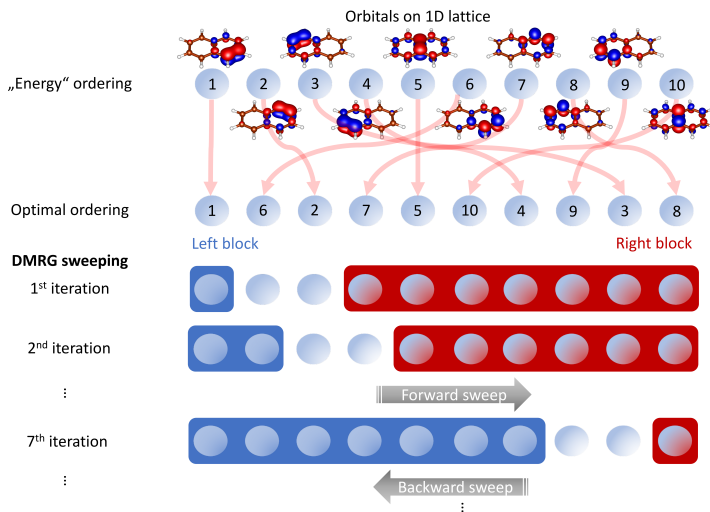 Orbitals on 1D lattice
„Energy“ ordering
1 2 3 4 5 6 7 8 9 10
Optimal ordering
1 6 2 7 5 10 4 9 3 8
Left block
Right block
DMRG sweeping
1st iteration
2nd iteration
⋮
Forward sweep
7th iteration
⋮
Backward sweep
⋮